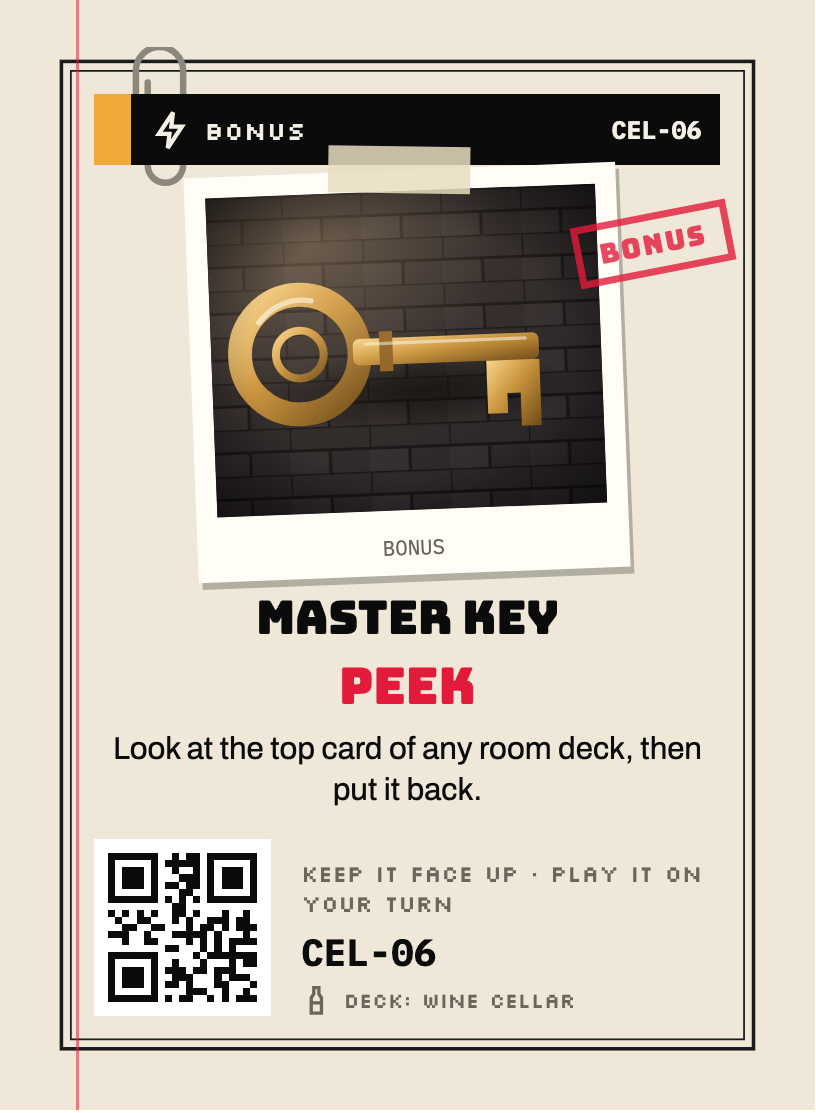 BONUS
CEL-06
BONUS
BONUS
MASTER KEY
PEEK
Look at the top card of any room deck, then
put it back.
KEEP IT FACE UP · PLAY IT ON
YOUR TURN
CEL-06
DECK: WINE CELLAR